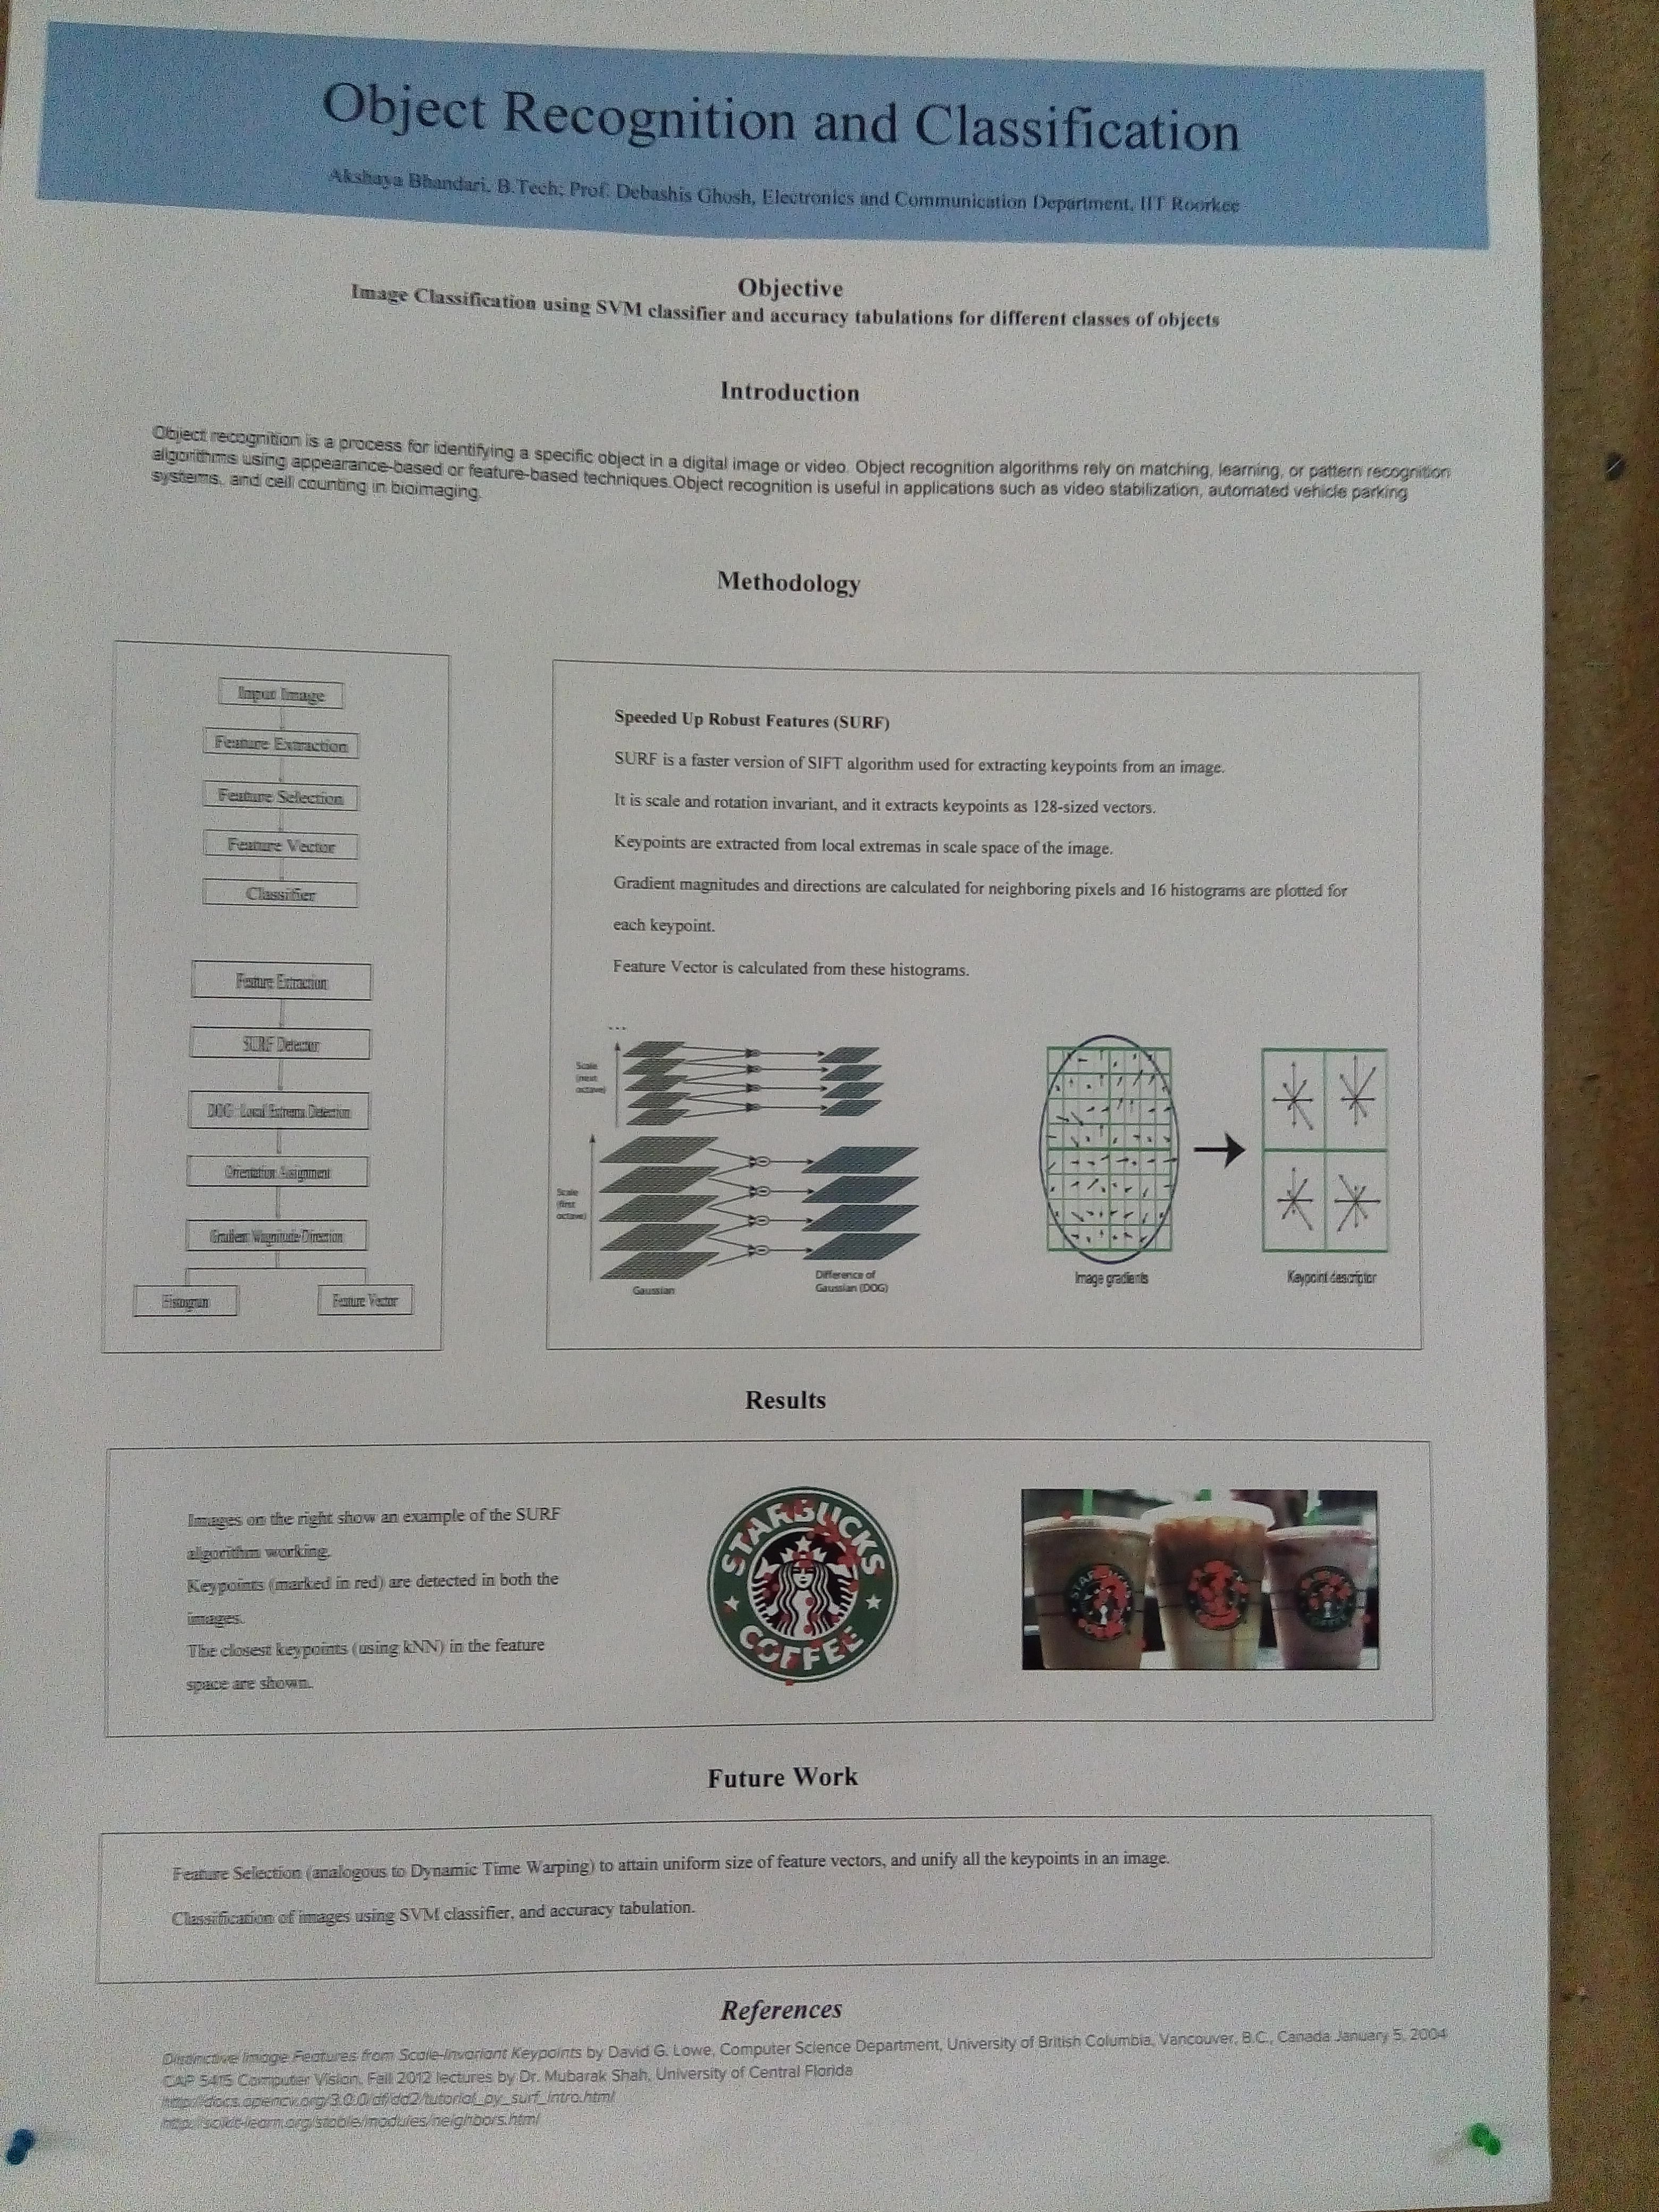 Object Recognition and Classification
Akshaya Bhandari, B.Tech; Prof. Debashis Ghosh, Electronics and Communication Department, IIT Roorkee
Objective
Image Classification using SVM classifier and accuracy tabulations for different classes of objects
Introduction
Object recognition is a process for identifying a specific object in a digital image or video. Object recognition algorithms rely on matching, learning, or pattern recognition
algorithms using appearance-based or feature-based techniques.Object recognition is useful in applications such as video stabilization, automated vehicle parking
systems, and cell counting in bioimaging.
Methodology
Input Image
Feature Extraction
Feature Selection
Feature Vector
Classifier
Feature Extraction
SURF Detector
DOG : Local Extrema Detection
Orientation Assignment
Gradient Magnitude/Direction
Histogram
Feature Vector
Speeded Up Robust Features (SURF)
SURF is a faster version of SIFT algorithm used for extracting keypoints from an image.
It is scale and rotation invariant, and it extracts keypoints as 128-sized vectors.
Keypoints are extracted from local extremas in scale space of the image.
Gradient magnitudes and directions are calculated for neighboring pixels and 16 histograms are plotted for
each keypoint.
Feature Vector is calculated from these histograms.
...
Scale
(next
octave)
Scale
(first
octave)
Gaussian
Difference of
Gaussian (DOG)
Image gradients
Keypoint descriptor
Results
Images on the right show an example of the SURF
algorithm working.
Keypoints (marked in red) are detected in both the
images.
The closest keypoints (using kNN) in the feature
space are shown.
STARBUCKS
COFFEE
Future Work
Feature Selection (analogous to Dynamic Time Warping) to attain uniform size of feature vectors, and unify all the keypoints in an image.
Classification of images using SVM classifier, and accuracy tabulation.
References
Distinctive Image Features from Scale-Invariant Keypoints by David G. Lowe, Computer Science Department, University of British Columbia, Vancouver, B.C., Canada January 5, 2004
CAP 5415 Computer Vision, Fall 2012 lectures by Dr. Mubarak Shah, University of Central Florida
http://docs.opencv.org/3.0.0/df/dd2/tutorial_py_surf_intro.html
http://scikit-learn.org/stable/modules/neighbors.html